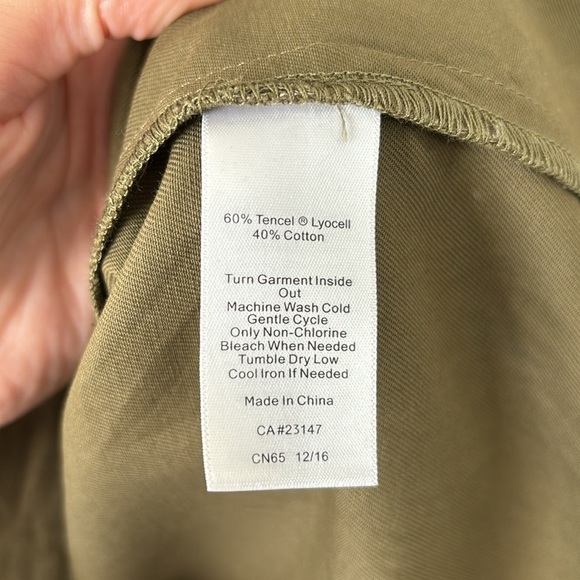 60% Tencel ® Lyocell
40% Cotton
Turn Garment Inside
Out
Machine Wash Cold
Gentle Cycle
Only Non-Chlorine
Bleach When Needed
Tumble Dry Low
Cool Iron If Needed
Made In China
CA#23147
CN65 12/16